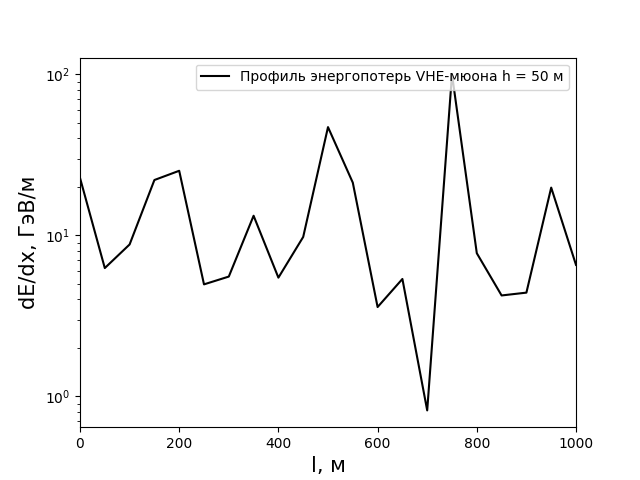 Профиль энергопотерь VHE-мюона h = 50 м
dE/dx, ГэВ/м
10²
10¹
10⁰
0 200 400 600 800 1000
l, м